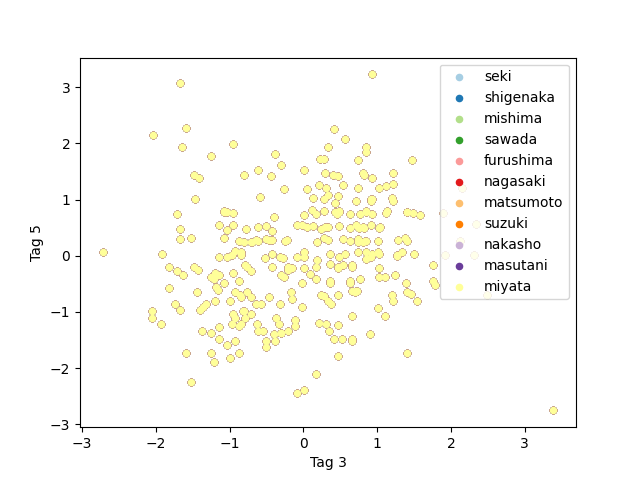 3
2
1
0
−1
−2
−3
Tag 5
−3 −2 −1 0 1 2 3
Tag 3
seki
shigenaka
mishima
sawada
furushima
nagasaki
matsumoto
suzuki
nakasho
masutani
miyata